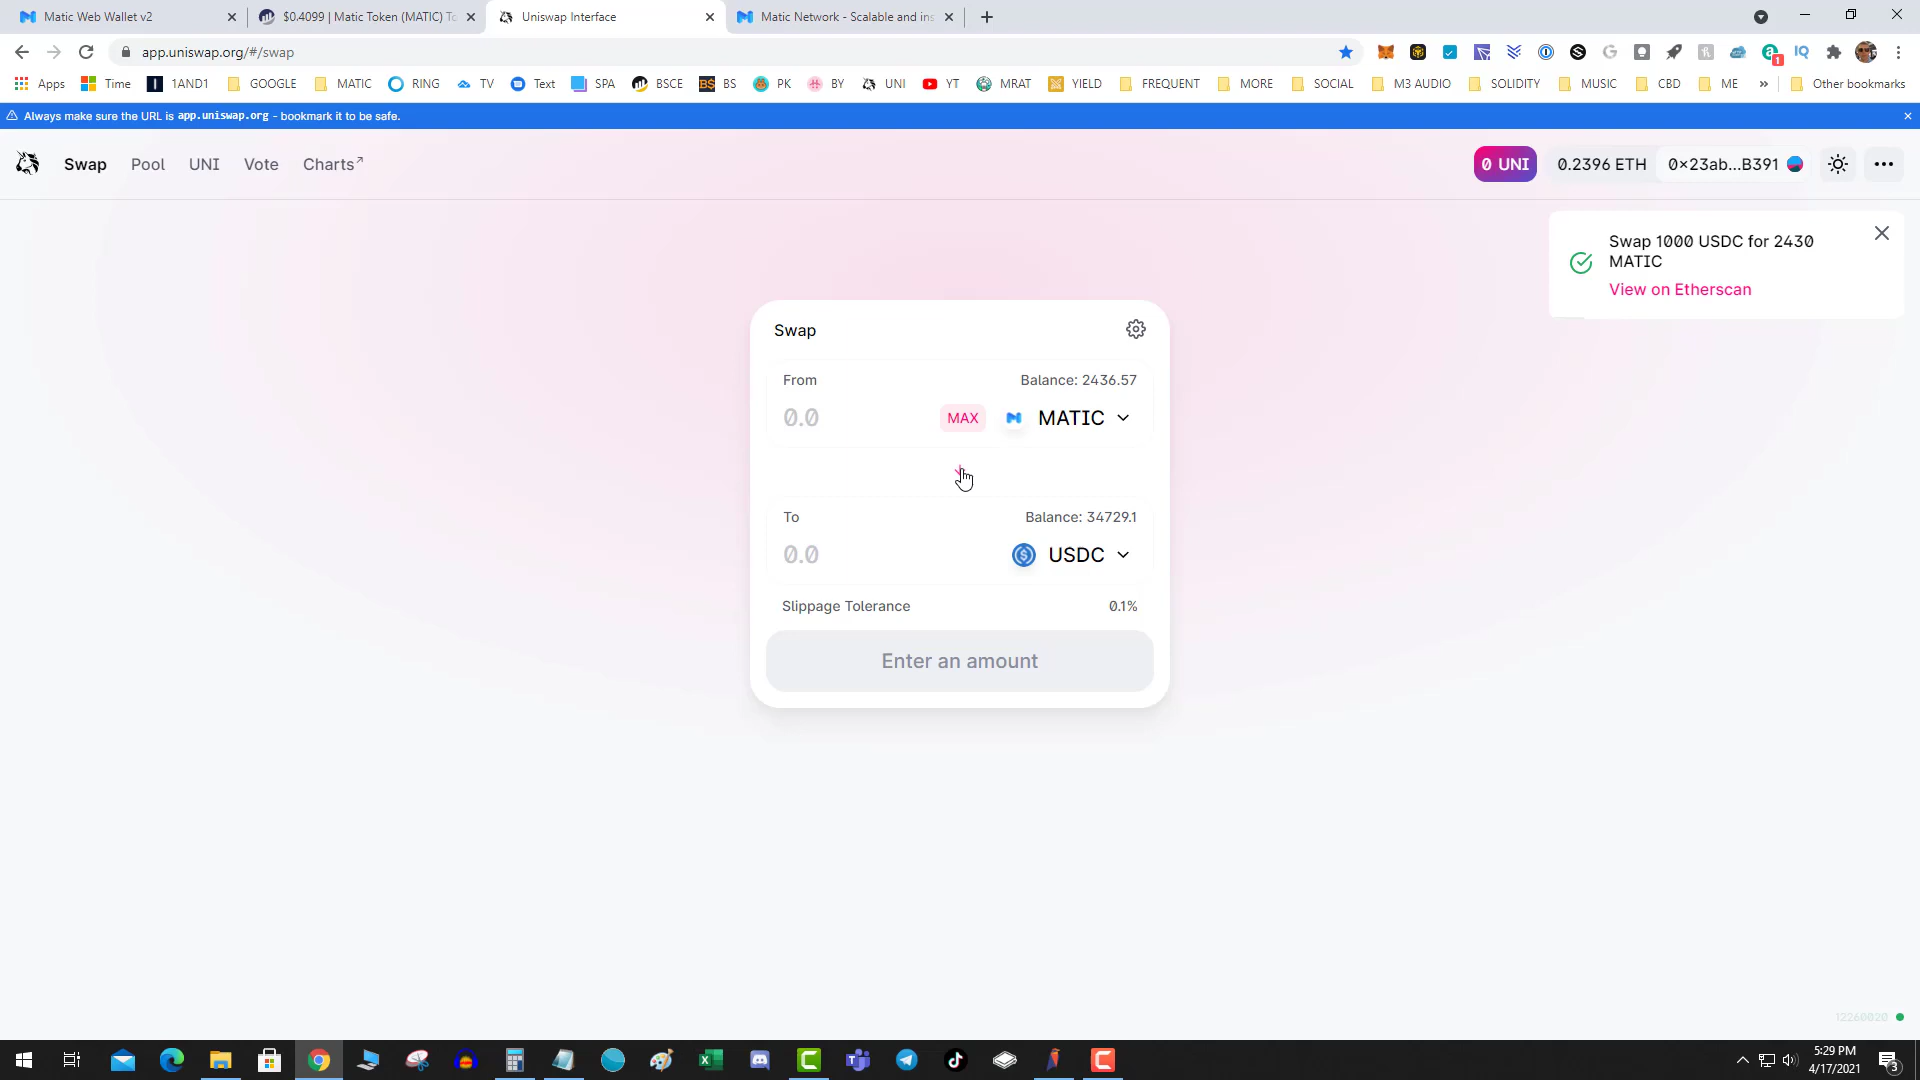 Matic Web Wallet v2
$0.4099 | Matic Token (MATIC) To
Uniswap Interface
Matic Network - Scalable and ins
app.uniswap.org/#/swap
Apps
Time
1AND1
GOOGLE
MATIC
RING
TV
Text
SPA
BSCE
BS
PK
BY
UNI
YT
MRAT
YIELD
FREQUENT
MORE
SOCIAL
M3 AUDIO
SOLIDITY
MUSIC
CBD
ME
»
Other bookmarks
Always make sure the URL is app.uniswap.org - bookmark it to be safe.
Swap
Pool
UNI
Vote
Charts↗
0 UNI
0.2396 ETH
0×23ab...B391
Swap 1000 USDC for 2430
MATIC
View on Etherscan
Swap
From
Balance: 2436.57
0.0
MAX
MATIC
To
Balance: 34729.1
0.0
USDC
Slippage Tolerance
0.1%
Enter an amount
12260020
5:29 PM
4/17/2021
3